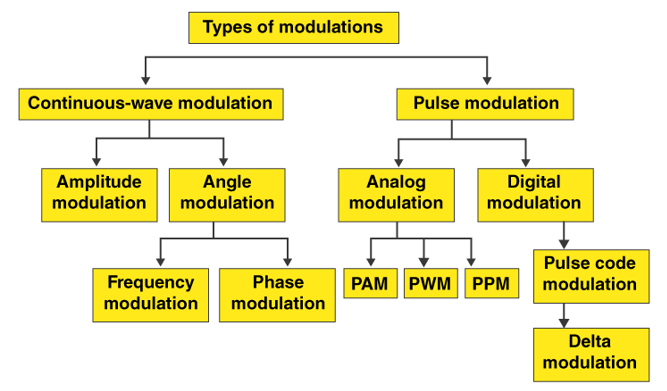 Types of modulations
Continuous-wave modulation
Pulse modulation
Amplitude
modulation
Angle
modulation
Analog
modulation
Digital
modulation
Frequency
modulation
Phase
modulation
PAM
PWM
PPM
Pulse code
modulation
Delta
modulation